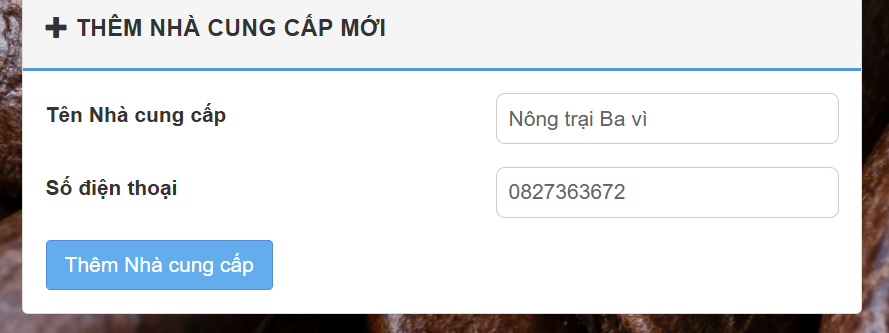 THÊM NHÀ CUNG CẤP MỚI
Tên Nhà cung cấp
Nông trại Ba vì
Số điện thoại
0827363672
Thêm Nhà cung cấp